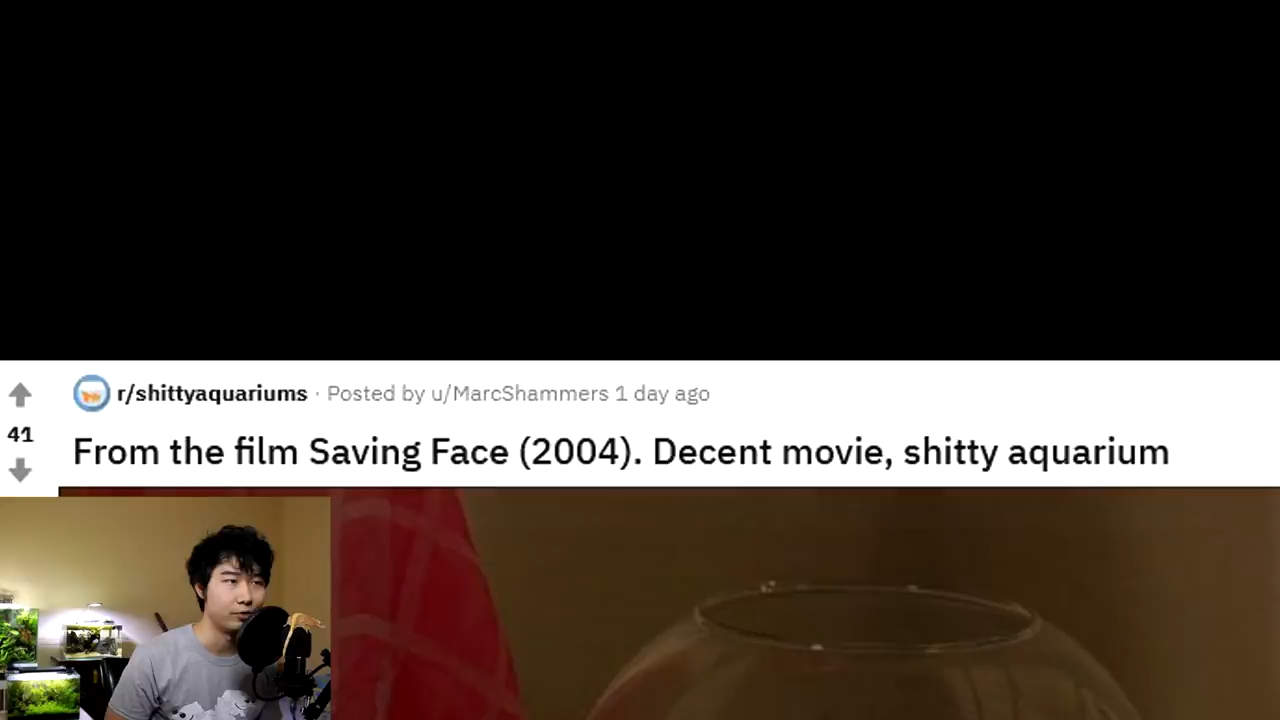 r/shittyaquariums · Posted by u/MarcShammers 1 day ago
41
From the film Saving Face (2004). Decent movie, shitty aquarium